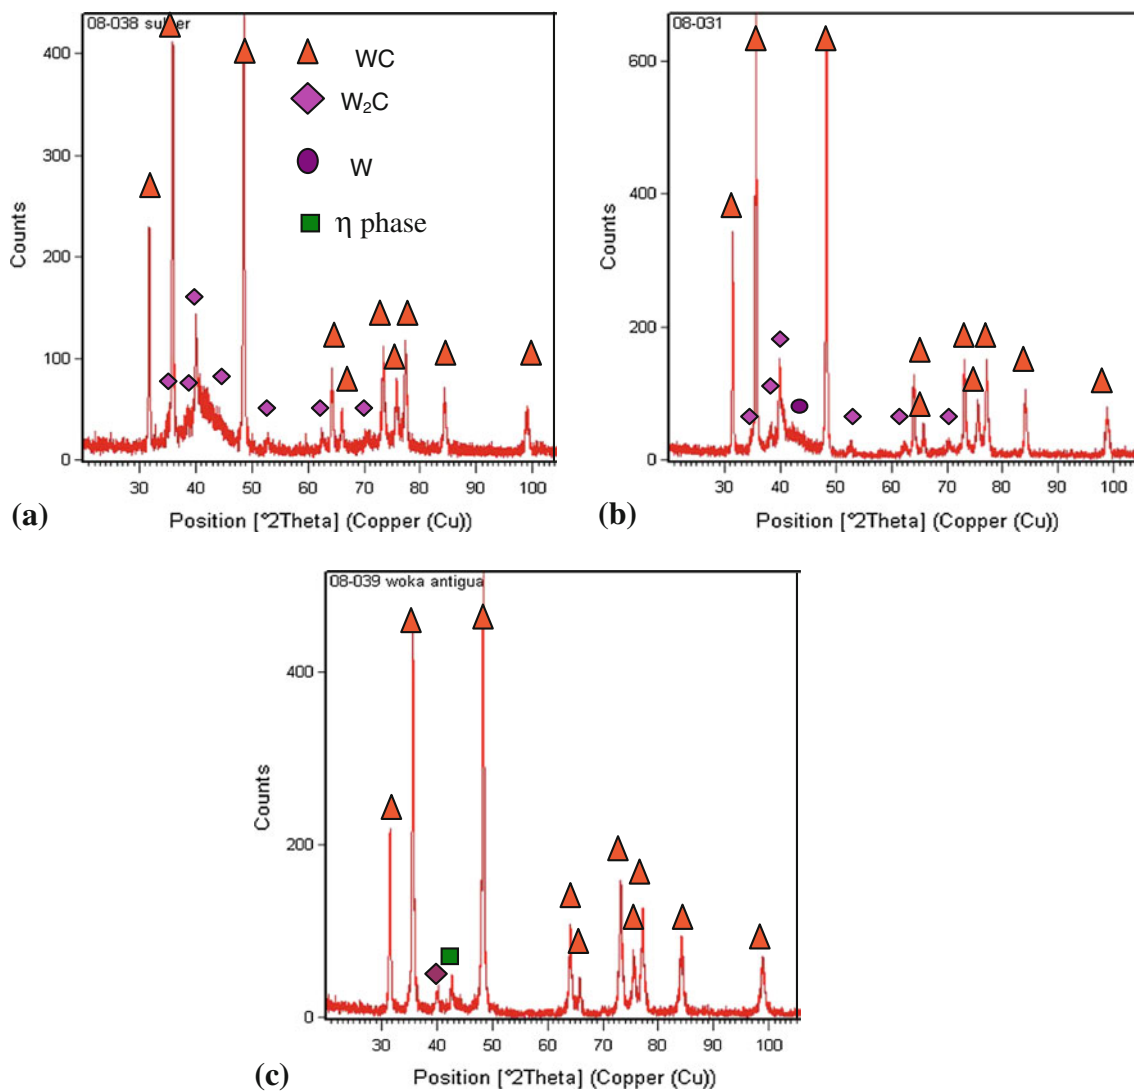 08-038
400
300
200
100
0
Counts
WC
W₂C
W
η phase
30 40 50 60 70 80 90 100
Position [°2Theta] (Copper (Cu))
(a)
08-031
600
400
200
0
Counts
30 40 50 60 70 80 90 100
Position [°2Theta] (Copper (Cu))
(b)
08-039 woka antigua
400
200
0
Counts
30 40 50 60 70 80 90 100
Position [°2Theta] (Copper (Cu))
(c)